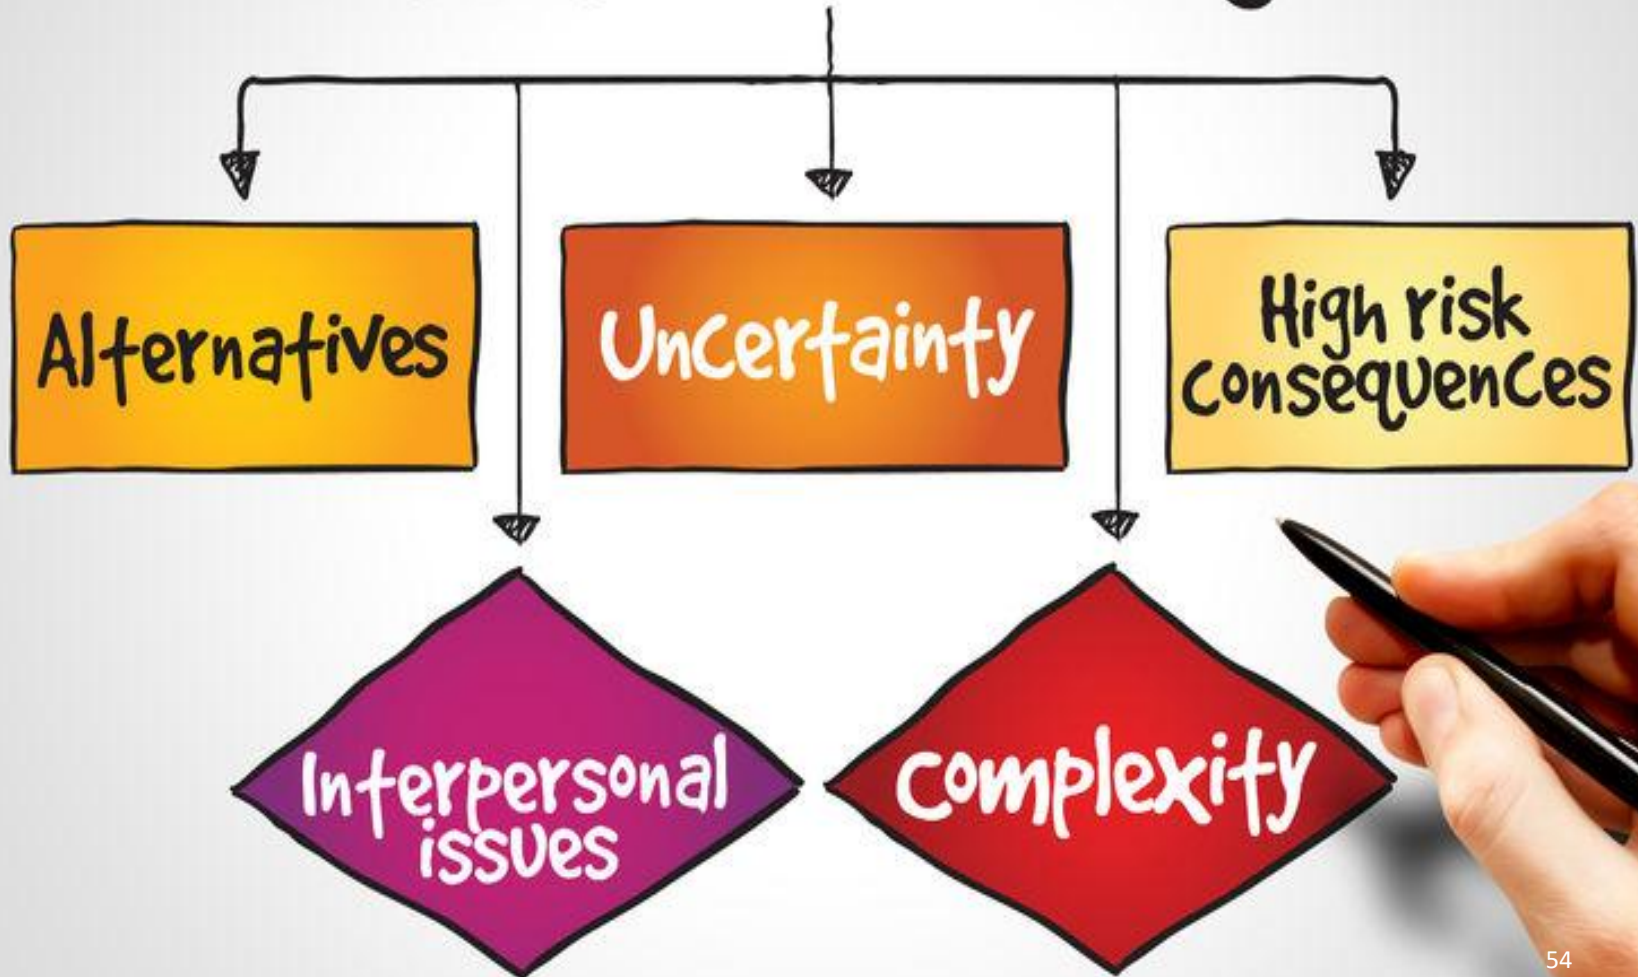 Alternatives
Uncertainty
High risk
consequences
Interpersonal
issues
complexity
54